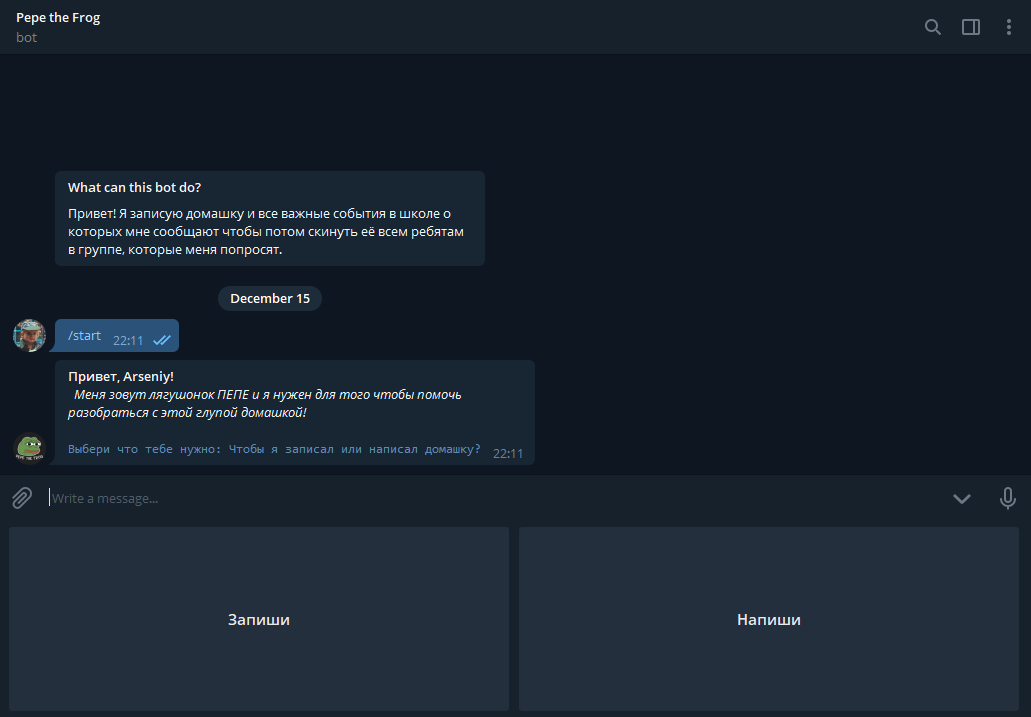 Pepe the Frog
bot
What can this bot do?
Привет! Я записую домашку и все важные события в школе о
которых мне сообщают чтобы потом скинуть её всем ребятам
в группе, которые меня попросят.
December 15
/start 22:11
Привет, Arseniy!
Меня зовут лягушонок ПЕПЕ и я нужен для того чтобы помочь
разобраться с этой глупой домашкой!
Выбери что тебе нужно: Чтобы я записал или написал домашку? 22:11
PEPE THE FROG
Write a message...
Запиши
Напиши